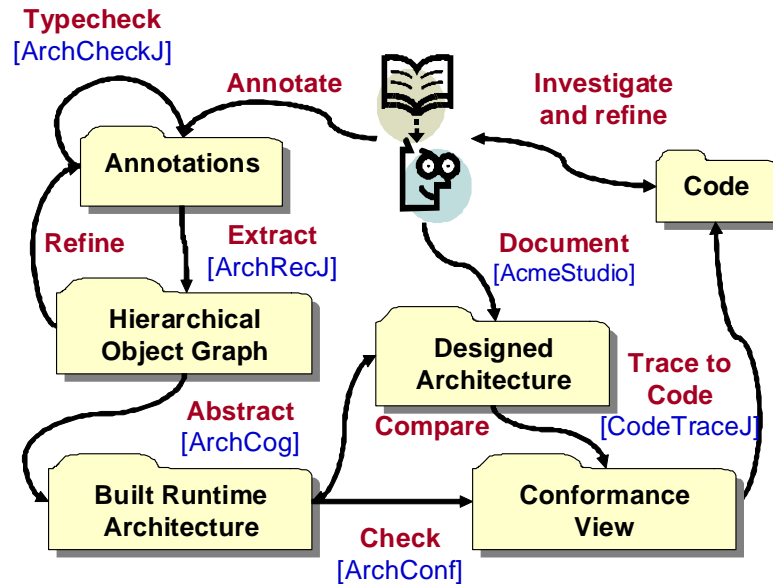 Typecheck
[ArchCheckJ]
Annotate
Investigate
and refine
Annotations
Code
Refine
Extract
[ArchRecJ]
Document
[AcmeStudio]
Hierarchical
Object Graph
Designed
Architecture
Trace to
Code
[CodeTraceJ]
Abstract
[ArchCog]
Compare
Built Runtime
Architecture
Conformance
View
Check
[ArchConf]